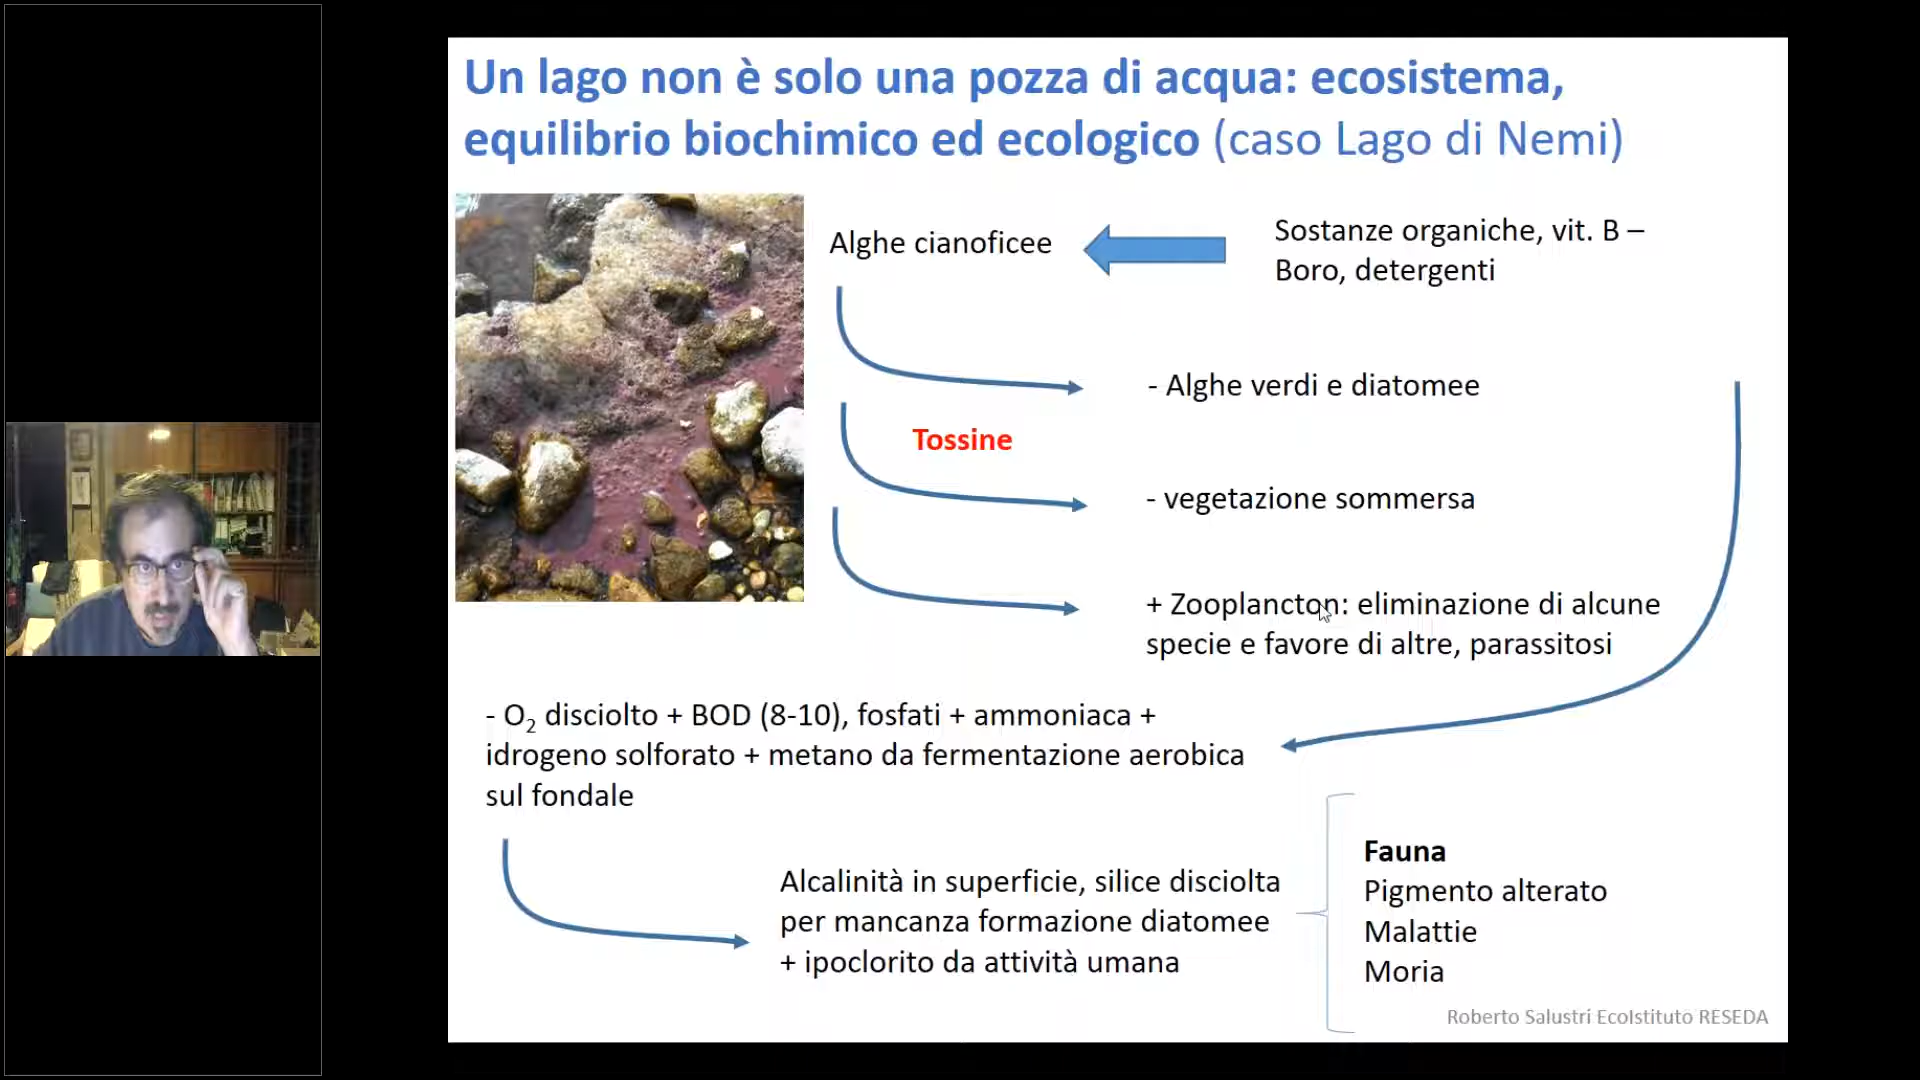 Un lago non è solo una pozza di acqua: ecosistema,
equilibrio biochimico ed ecologico (caso Lago di Nemi)
Alghe cianoficee
Sostanze organiche, vit. B –
Boro, detergenti
- Alghe verdi e diatomee
Tossine
- vegetazione sommersa
+ Zooplancton: eliminazione di alcune
specie e favore di altre, parassitosi
- O₂ disciolto + BOD (8-10), fosfati + ammoniaca +
idrogeno solforato + metano da fermentazione aerobica
sul fondale
Alcalinità in superficie, silice disciolta
per mancanza formazione diatomee
+ ipoclorito da attività umana
Fauna
Pigmento alterato
Malattie
Moria
Roberto Salustri EcoIstituto RESEDA